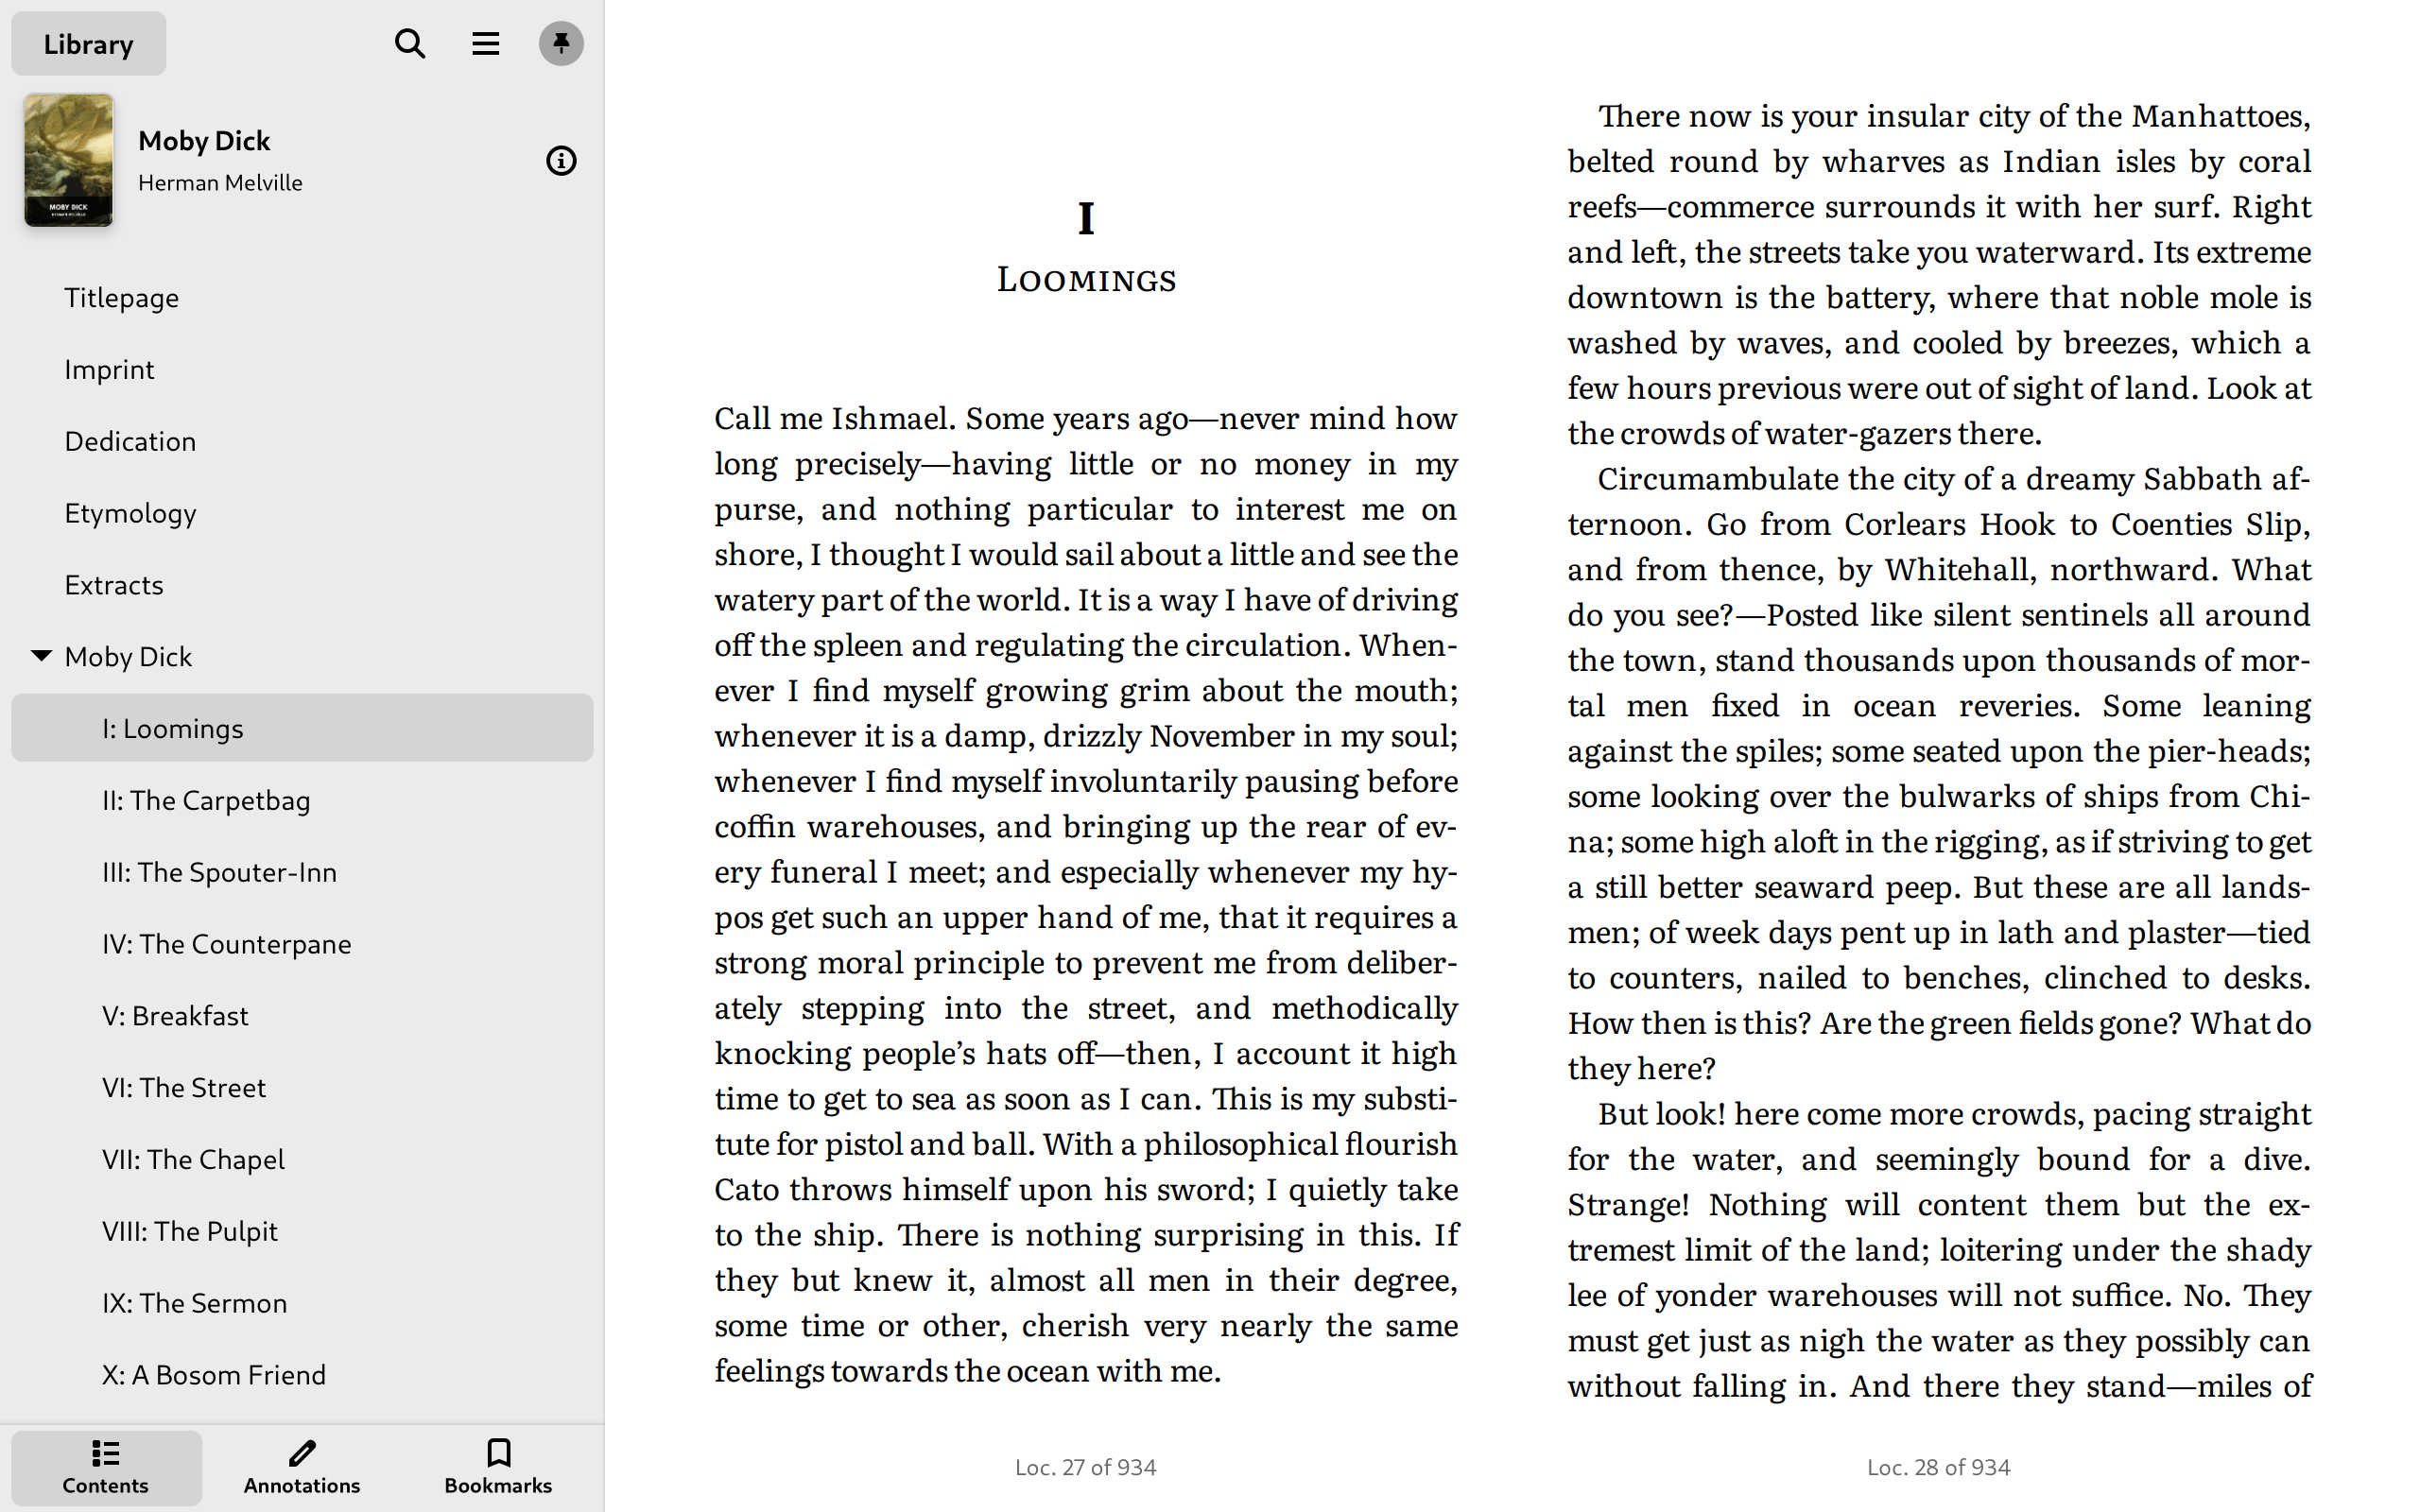 Library
Moby Dick
Herman Melville
MOBY DICK
HERMAN MELVILLE
Titlepage
Imprint
Dedication
Etymology
Extracts
Moby Dick
I: Loomings
II: The Carpetbag
III: The Spouter-Inn
IV: The Counterpane
V: Breakfast
VI: The Street
VII: The Chapel
VIII: The Pulpit
IX: The Sermon
X: A Bosom Friend
Contents
Annotations
Bookmarks
I
Loomings
Call me Ishmael. Some years ago—never mind how
long precisely—having little or no money in my
purse, and nothing particular to interest me on
shore, I thought I would sail about a little and see the
watery part of the world. It is a way I have of driving
off the spleen and regulating the circulation. When-
ever I find myself growing grim about the mouth;
whenever it is a damp, drizzly November in my soul;
whenever I find myself involuntarily pausing before
coffin warehouses, and bringing up the rear of ev-
ery funeral I meet; and especially whenever my hy-
pos get such an upper hand of me, that it requires a
strong moral principle to prevent me from deliber-
ately stepping into the street, and methodically
knocking people’s hats off—then, I account it high
time to get to sea as soon as I can. This is my substi-
tute for pistol and ball. With a philosophical flourish
Cato throws himself upon his sword; I quietly take
to the ship. There is nothing surprising in this. If
they but knew it, almost all men in their degree,
some time or other, cherish very nearly the same
feelings towards the ocean with me.
Loc. 27 of 934
There now is your insular city of the Manhattoes,
belted round by wharves as Indian isles by coral
reefs—commerce surrounds it with her surf. Right
and left, the streets take you waterward. Its extreme
downtown is the battery, where that noble mole is
washed by waves, and cooled by breezes, which a
few hours previous were out of sight of land. Look at
the crowds of water-gazers there.
Circumambulate the city of a dreamy Sabbath af-
ternoon. Go from Corlears Hook to Coenties Slip,
and from thence, by Whitehall, northward. What
do you see?—Posted like silent sentinels all around
the town, stand thousands upon thousands of mor-
tal men fixed in ocean reveries. Some leaning
against the spiles; some seated upon the pier-heads;
some looking over the bulwarks of ships from Chi-
na; some high aloft in the rigging, as if striving to get
a still better seaward peep. But these are all lands-
men; of week days pent up in lath and plaster—tied
to counters, nailed to benches, clinched to desks.
How then is this? Are the green fields gone? What do
they here?
But look! here come more crowds, pacing straight
for the water, and seemingly bound for a dive.
Strange! Nothing will content them but the ex-
tremest limit of the land; loitering under the shady
lee of yonder warehouses will not suffice. No. They
must get just as nigh the water as they possibly can
without falling in. And there they stand—miles of
Loc. 28 of 934